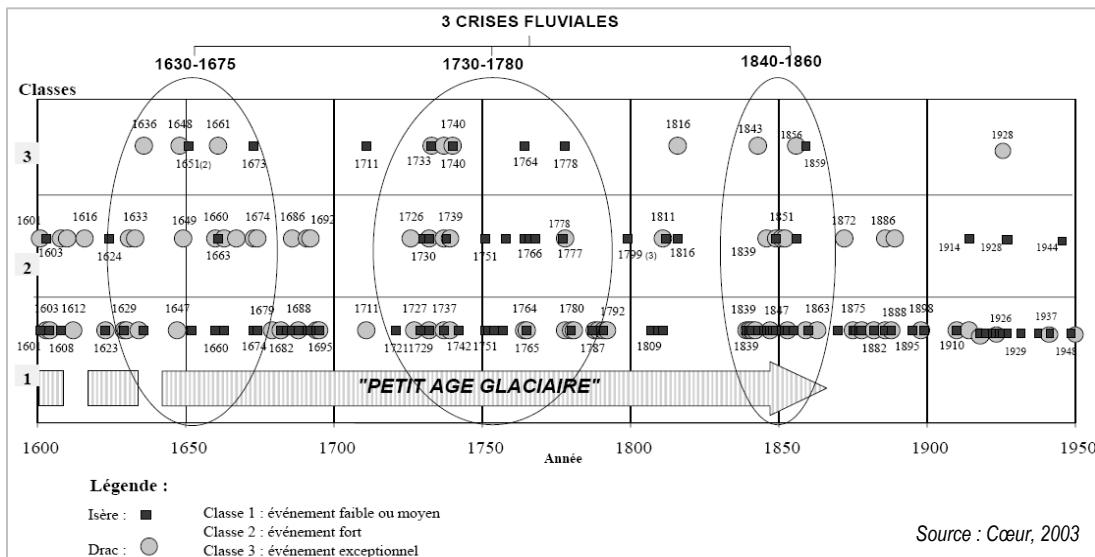 3 CRISES FLUVIALES
1630-1675 1730-1780 1840-1860
Classes
1636 1648 1661 1740 1816 1843 1856 1928
3
1651(2) 1673 1711 1733 1740 1764 1778 1859
1601 1616 1633 1649 1660 1674 1686 1692 1726 1739 1778 1811 1851 1872 1886
1603 1624 1663 1730 1751 1766 1777 1799 (3) 1816 1839 1914 1928 1944
2
1603 1612 1629 1647 1679 1688 1711 1727 1737 1764 1780 1792 1839 1847 1863 1875 1888 1898 1926 1937
1601 1608 1623 1660 1674 1682 1695 1721 1729 1742 1751 1765 1787 1809 1839 1882 1895 1910 1929 1948
1
"PETIT AGE GLACIAIRE"
1600 1650 1700 1750 1800 1850 1900 1950
Année
Légende :
Isère : Classe 1 : événement faible ou moyen
Classe 2 : événement fort
Drac : Classe 3 : événement exceptionnel
Source : Cœur, 2003